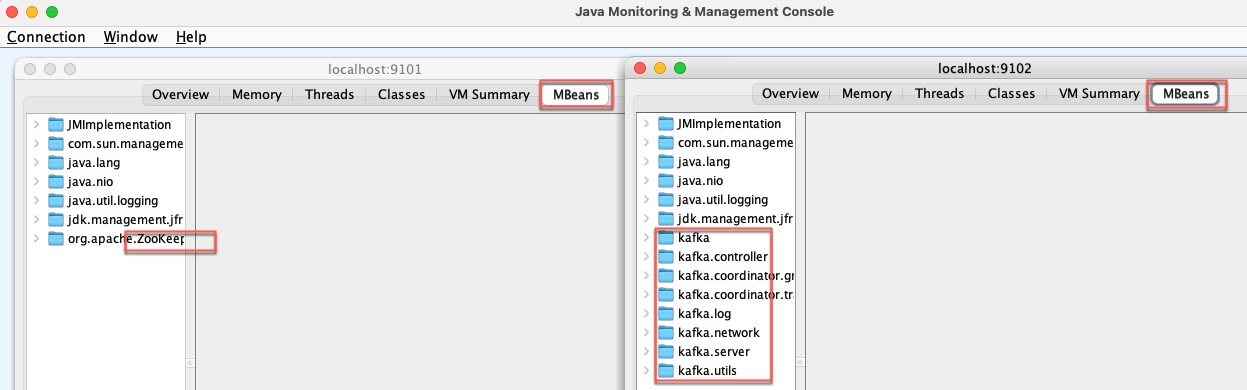 Java Monitoring & Management Console
Connection Window Help
localhost:9101
Overview Memory Threads Classes VM Summary MBeans
JMImplementation
com.sun.manageme
java.lang
java.nio
java.util.logging
jdk.management.jfr
org.apache.ZooKeep
localhost:9102
Overview Memory Threads Classes VM Summary MBeans
JMImplementation
com.sun.manageme
java.lang
java.nio
java.util.logging
jdk.management.jfr
kafka
kafka.controller
kafka.coordinator.gr
kafka.coordinator.tr
kafka.log
kafka.network
kafka.server
kafka.utils